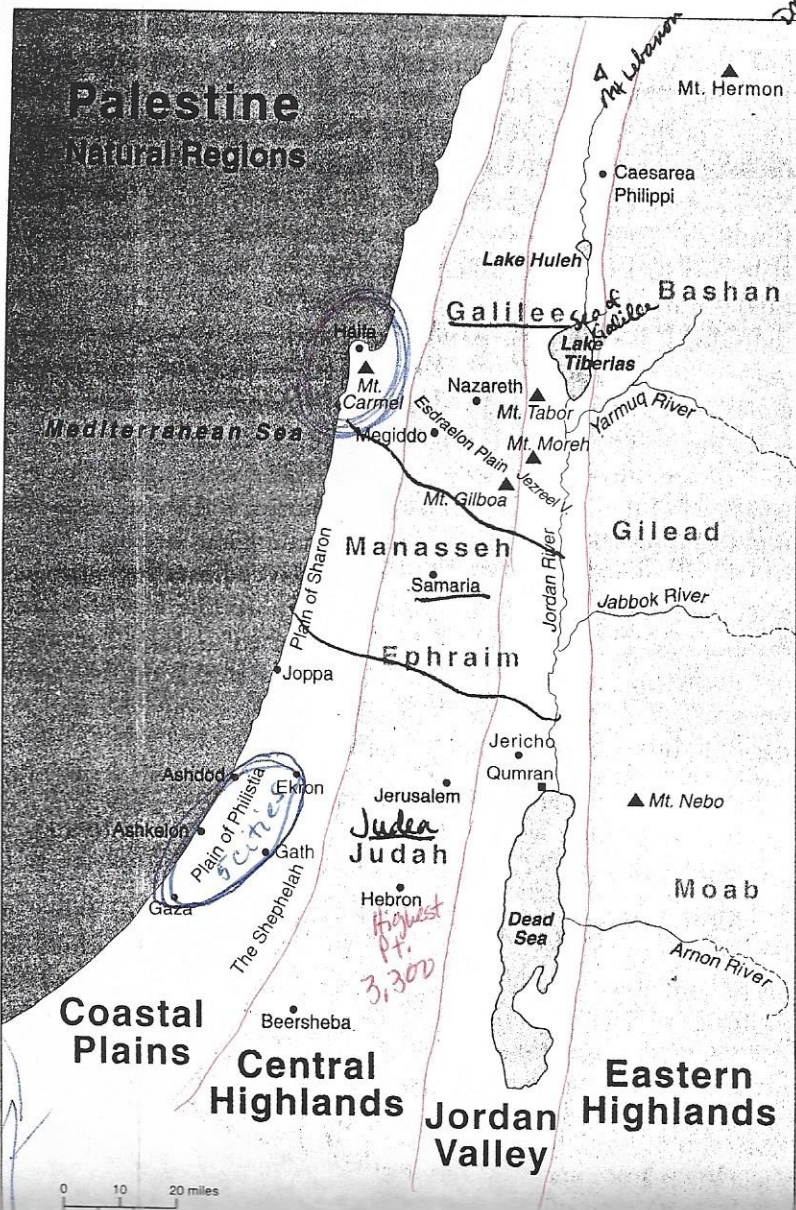 Palestine
Natural Regions
Mt Lebanon
Mt. Hermon
Caesarea
Philippi
Lake Huleh
Galilee
Sea of
Galilee
Bashan
Lake
Tiberias
Haifa
Mt.
Carmel
Nazareth
Mt. Tabor
Yarmuq River
Mediterranean Sea
Megiddo
Esdraelon Plain
Mt. Moreh
Mt. Gilboa
Jezreel V.
Gilead
Manasseh
Samaria
Plain of Sharon
Jordan River
Jabbok River
Ephraim
Joppa
Jericho
Qumran
Ashdod
Ekron
Plain of Philistia
5 cities
Jerusalem
Mt. Nebo
Ashkelon
Judea
Judah
Gath
Gaza
The Shephelah
Hebron
Highest
Pt.
3,300
Moab
Dead
Sea
Arnon River
Beersheba
Coastal
Plains
Central
Highlands
Jordan
Valley
Eastern
Highlands
0 10 20 miles